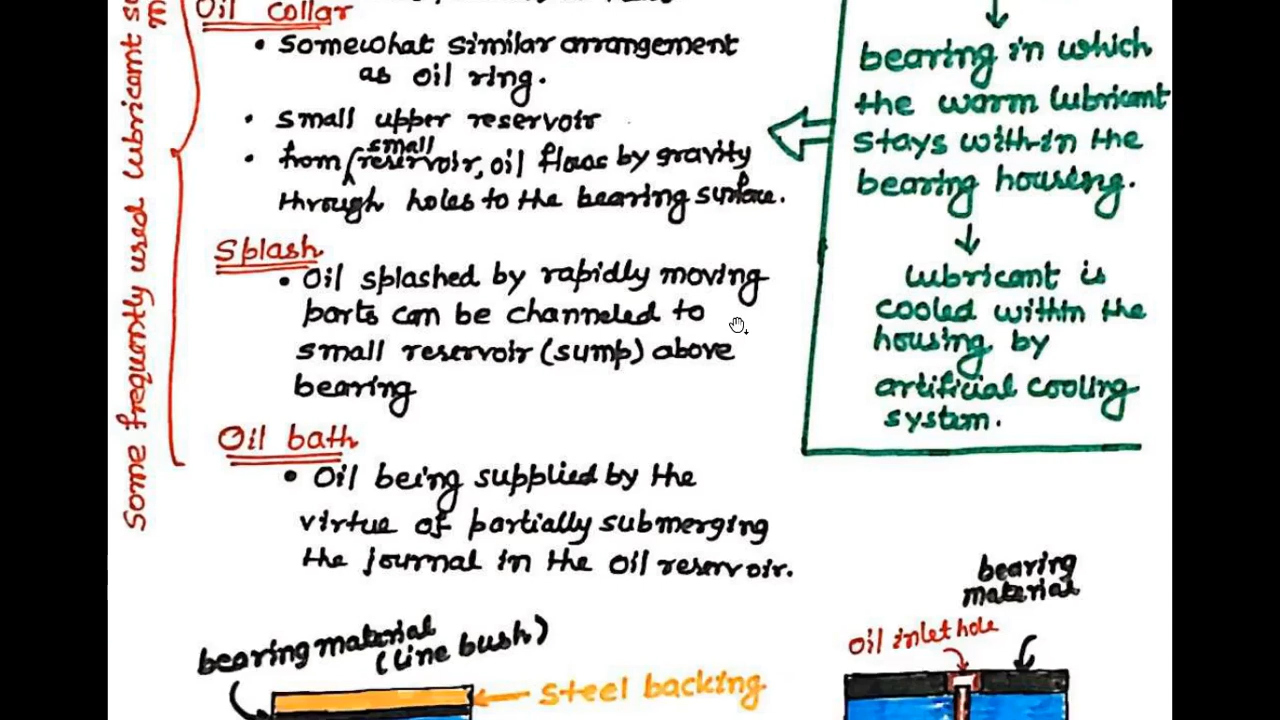 Some frequently used lubricant su
m
Oil collar
• Somewhat similar arrangement
as oil ring.
• small upper reservoir
small
• from reservoir, oil flows by gravity
through holes to the bearing surface.
Splash
• Oil splashed by rapidly moving
parts can be channeled to
small reservoir (sump) above
bearing
Oil bath
• Oil being supplied by the
virtue of partially submerging
the journal in the oil reservoir.
bearing in which
the warm lubricant
stays within the
bearing housing.
lubricant is
cooled within the
housing by
artificial cooling
system.
bearing material
(Line bush)
steel backing
bearing
material
oil inlet hole